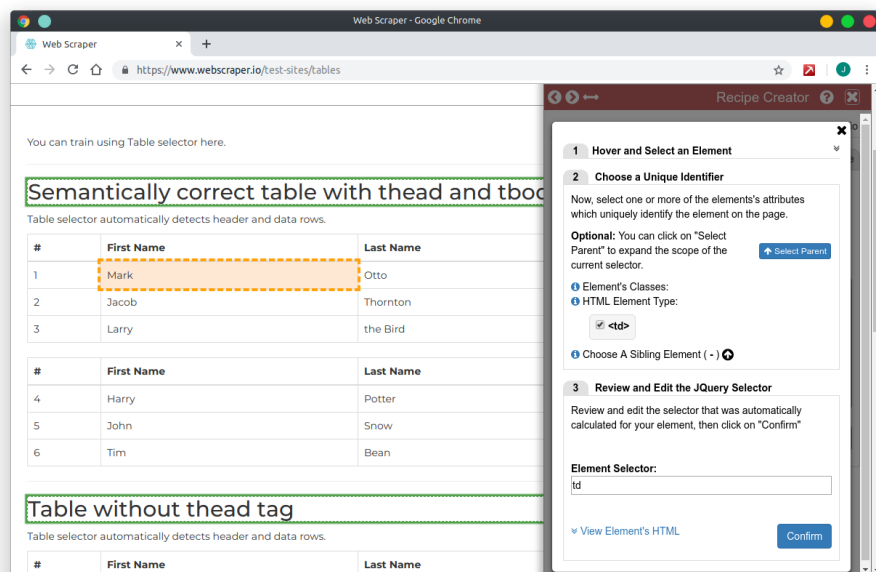 Web Scraper - Google Chrome
Web Scraper
https://www.webscraper.io/test-sites/tables
J
Recipe Creator
You can train using Table selector here.
Semantically correct table with thead and tbod
Table selector automatically detects header and data rows.
# First Name Last Name
1 Mark Otto
2 Jacob Thornton
3 Larry the Bird
# First Name Last Name
4 Harry Potter
5 John Snow
6 Tim Bean
Table without thead tag
Table selector automatically detects header and data rows.
# First Name Last Name
1 Hover and Select an Element
2 Choose a Unique Identifier
Now, select one or more of the elements's attributes
which uniquely identify the element on the page.
Optional: You can click on "Select
Parent" to expand the scope of the
current selector.
Select Parent
Element's Classes:
HTML Element Type:
<td>
Choose A Sibling Element ( - )
3 Review and Edit the JQuery Selector
Review and edit the selector that was automatically
calculated for your element, then click on "Confirm"
Element Selector:
td
View Element's HTML
Confirm